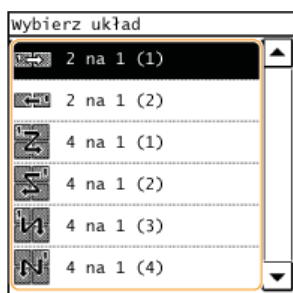 Wybierz układ
2 na 1 (1)
2 na 1 (2)
4 na 1 (1)
4 na 1 (2)
4 na 1 (3)
4 na 1 (4)